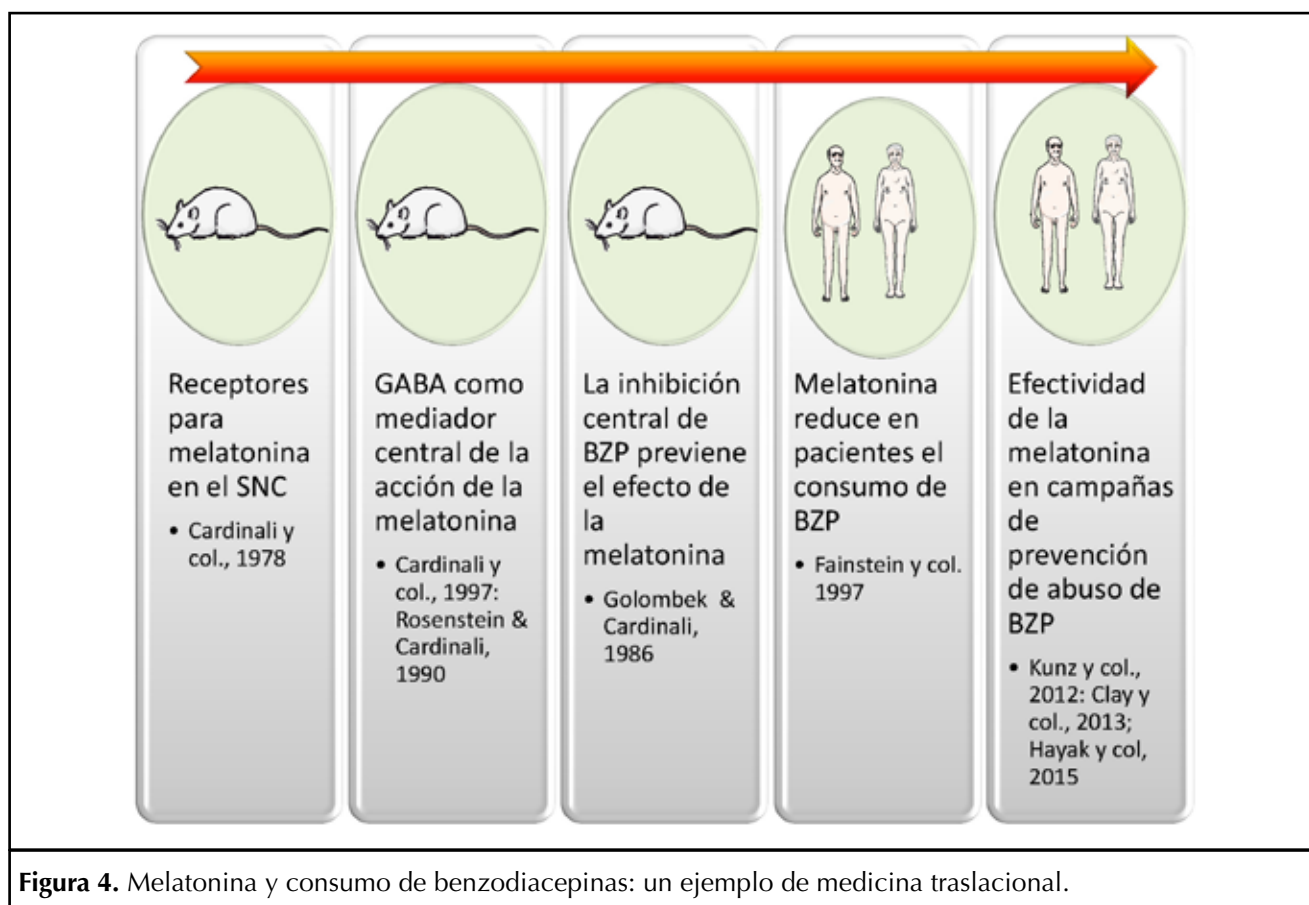 Receptores
para
melatonina
en el SNC
• Cardinali y
col., 1978
GABA como
mediador
central de la
acción de la
melatonina
• Cardinali y
col., 1997:
Rosenstein &
Cardinali,
1990
La inhibición
central de
BZP previene
el efecto de
la
melatonina
• Golombek &
Cardinali,
1986
Melatonina
reduce en
pacientes el
consumo de
BZP
• Fainstein y col.
1997
Efectividad
de la
melatonina
en campañas
de
prevención
de abuso de
BZP
• Kunz y col.,
2012: Clay y
col., 2013;
Hayak y col,
2015
Figura 4. Melatonina y consumo de benzodiacepinas: un ejemplo de medicina traslacional.